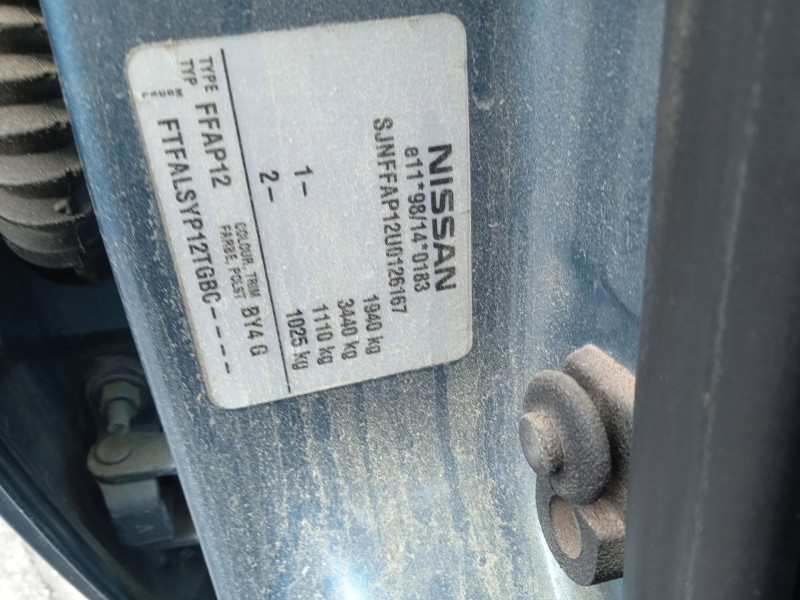 NISSAN
e11*98/14*0183
SJNFFAP12U0126167
1940 kg
3440 kg
1- 1110 kg
2- 1025 kg
TYPE
TYP FFAP12
COLOUR, TRIM
FARBE, POLST BY4 G
FTFALSYP12TGBC----